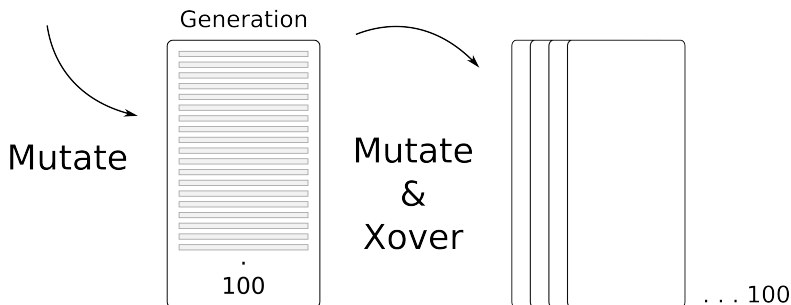 Generation
Mutate
.
100
Mutate
&
Xover
. . . 100